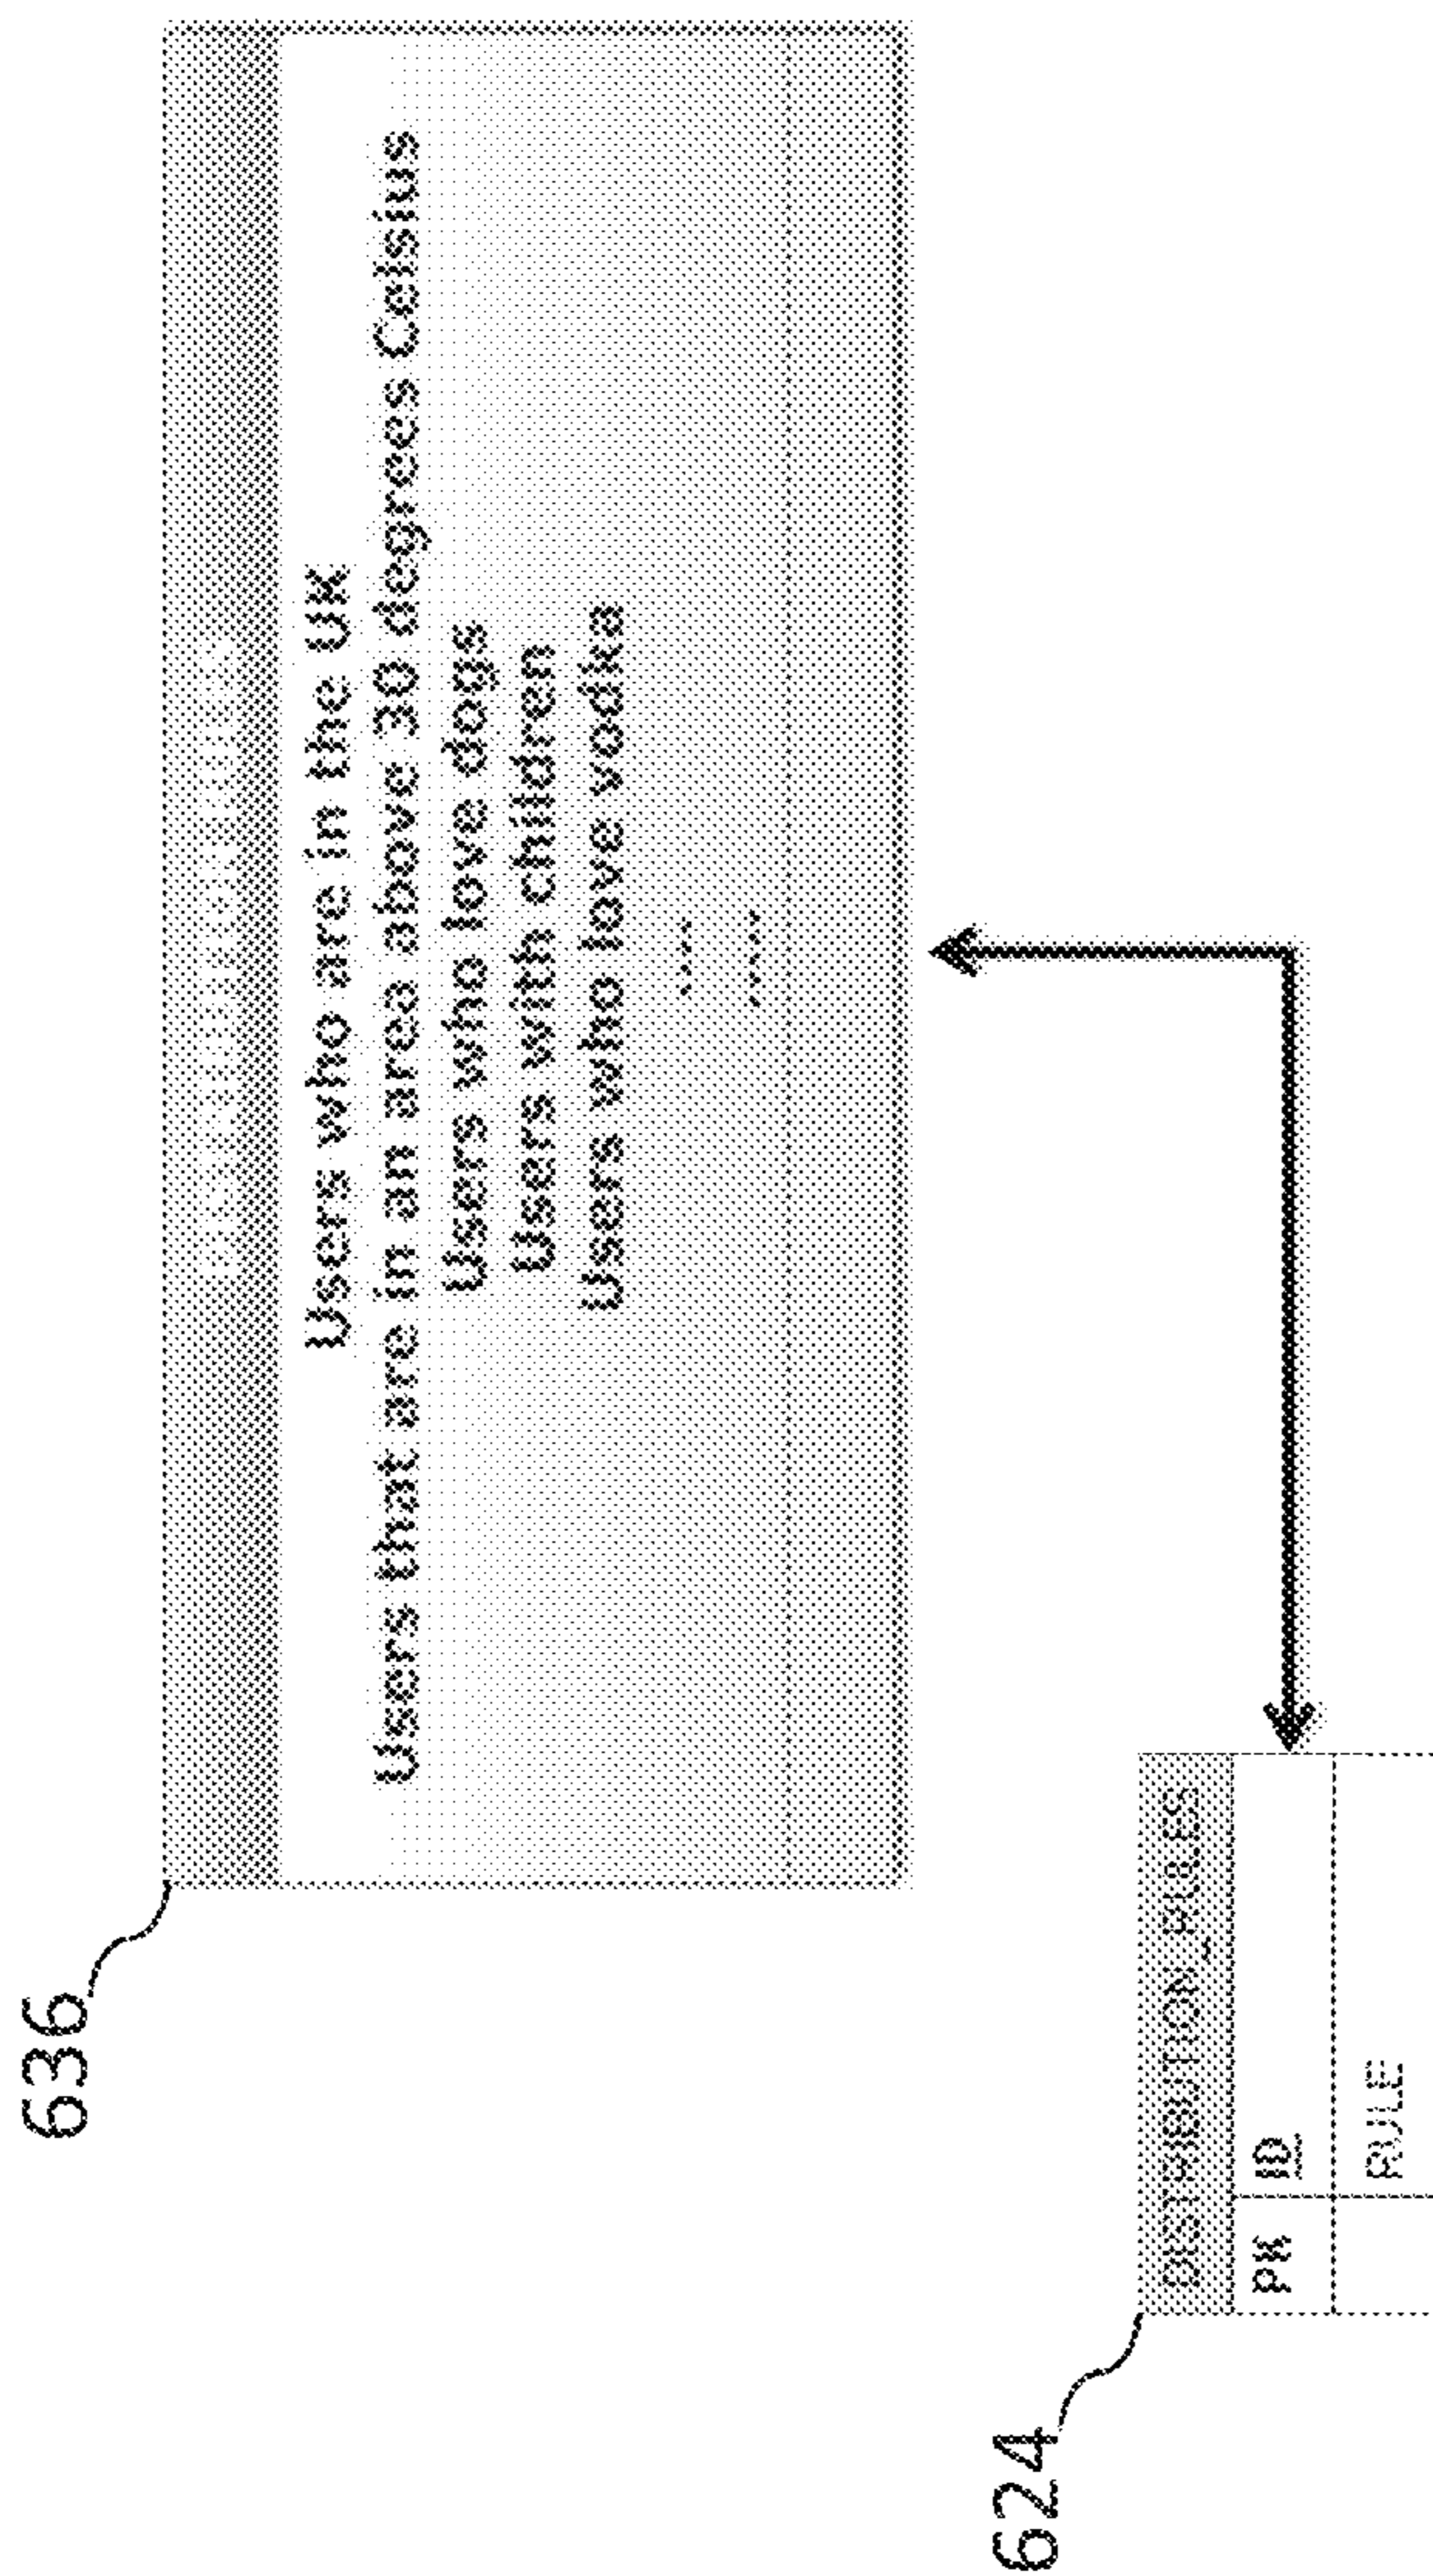 636
Users who are in the UK
Users that are in an area above 30 degrees Celsius
Users who love dogs
Users with children
Users who love vodka
....
.....
624
DISTRIBUTION_RULES
PK ID
RULE